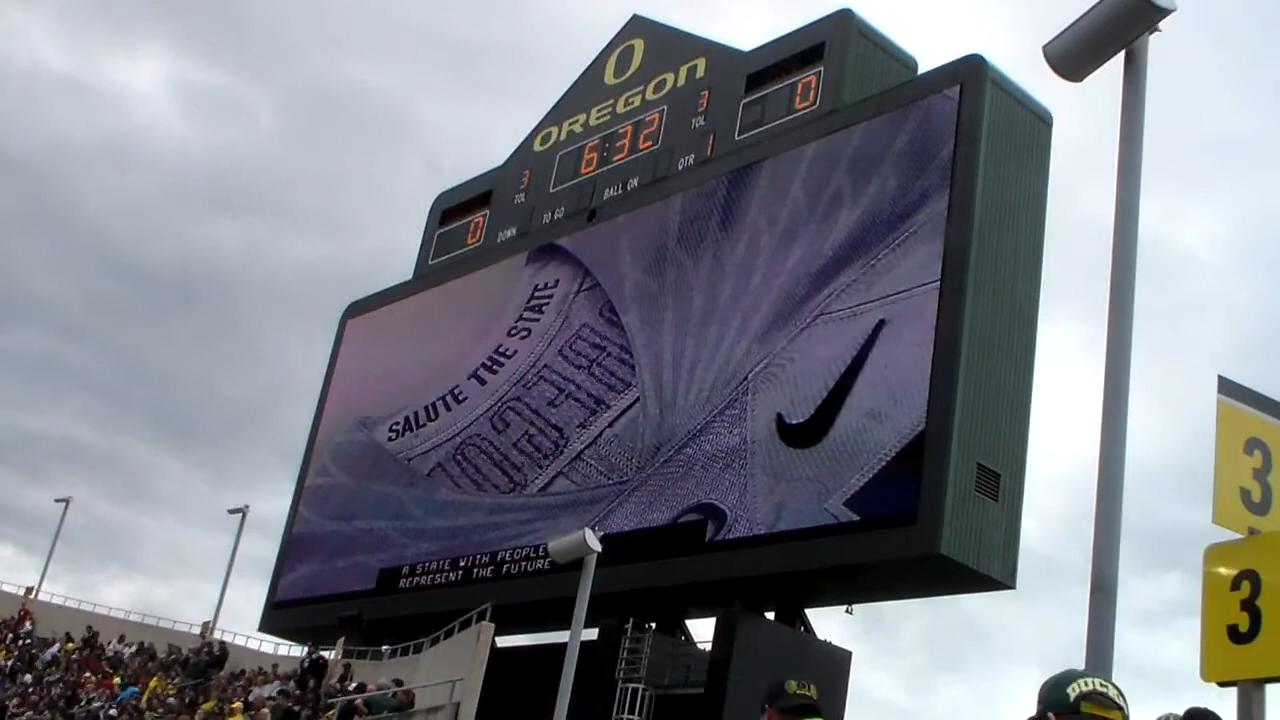 O
OREGON
3
TOL
0
6:32
3
TOL
QTR 1
0
DOWN
TO GO
BALL ON
SALUTE THE STATE
A STATE WITH PEOPLE
REPRESENT THE FUTURE
3
3
DUCKS